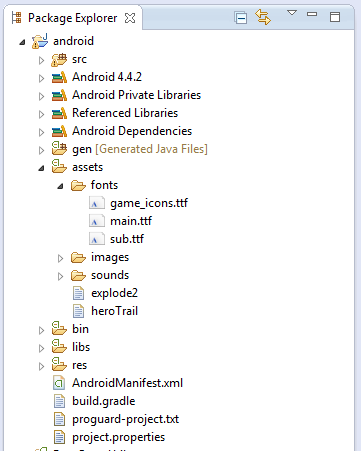 Package Explorer
android
src
Android 4.4.2
Android Private Libraries
Referenced Libraries
Android Dependencies
gen [Generated Java Files]
assets
fonts
game_icons.ttf
main.ttf
sub.ttf
images
sounds
explode2
heroTrail
bin
libs
res
AndroidManifest.xml
build.gradle
proguard-project.txt
project.properties